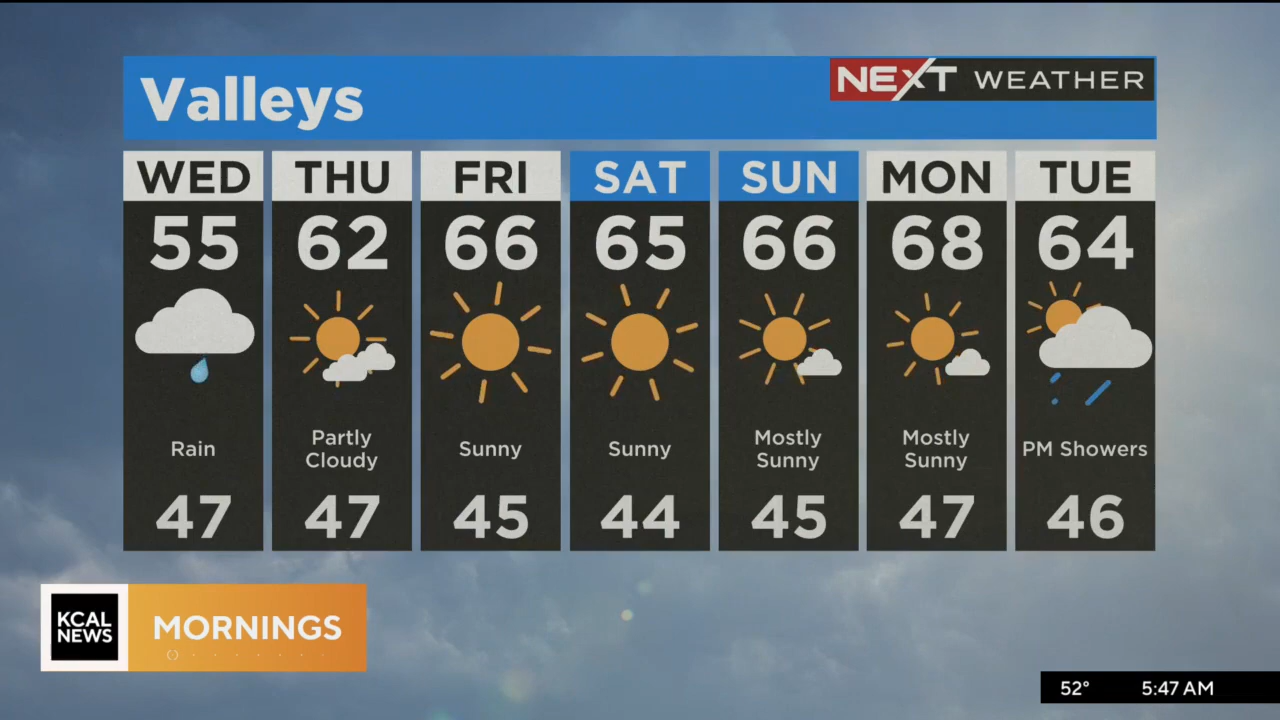 Valleys
NEXT WEATHER
WED THU FRI SAT SUN MON TUE
55 62 66 65 66 68 64
Rain
Partly
Cloudy
Sunny
Sunny
Mostly
Sunny
Mostly
Sunny
PM Showers
47 47 45 44 45 47 46
KCAL
NEWS
MORNINGS
52° 5:47 AM